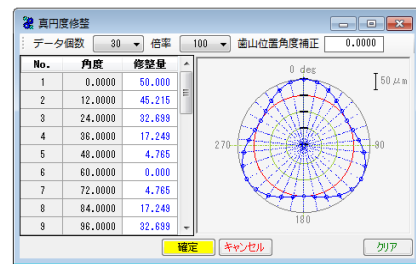 真円度修整
データ個数 30 倍率 100 歯山位置角度補正 0.0000
No. 角度 修整量
1 0.0000 50.000
2 12.0000 45.215
3 24.0000 32.699
4 36.0000 17.249
5 48.0000 4.765
6 60.0000 0.000
7 72.0000 4.765
8 84.0000 17.249
9 96.0000 32.699
0 deg
50 μm
270
90
180
確定 キャンセル クリア